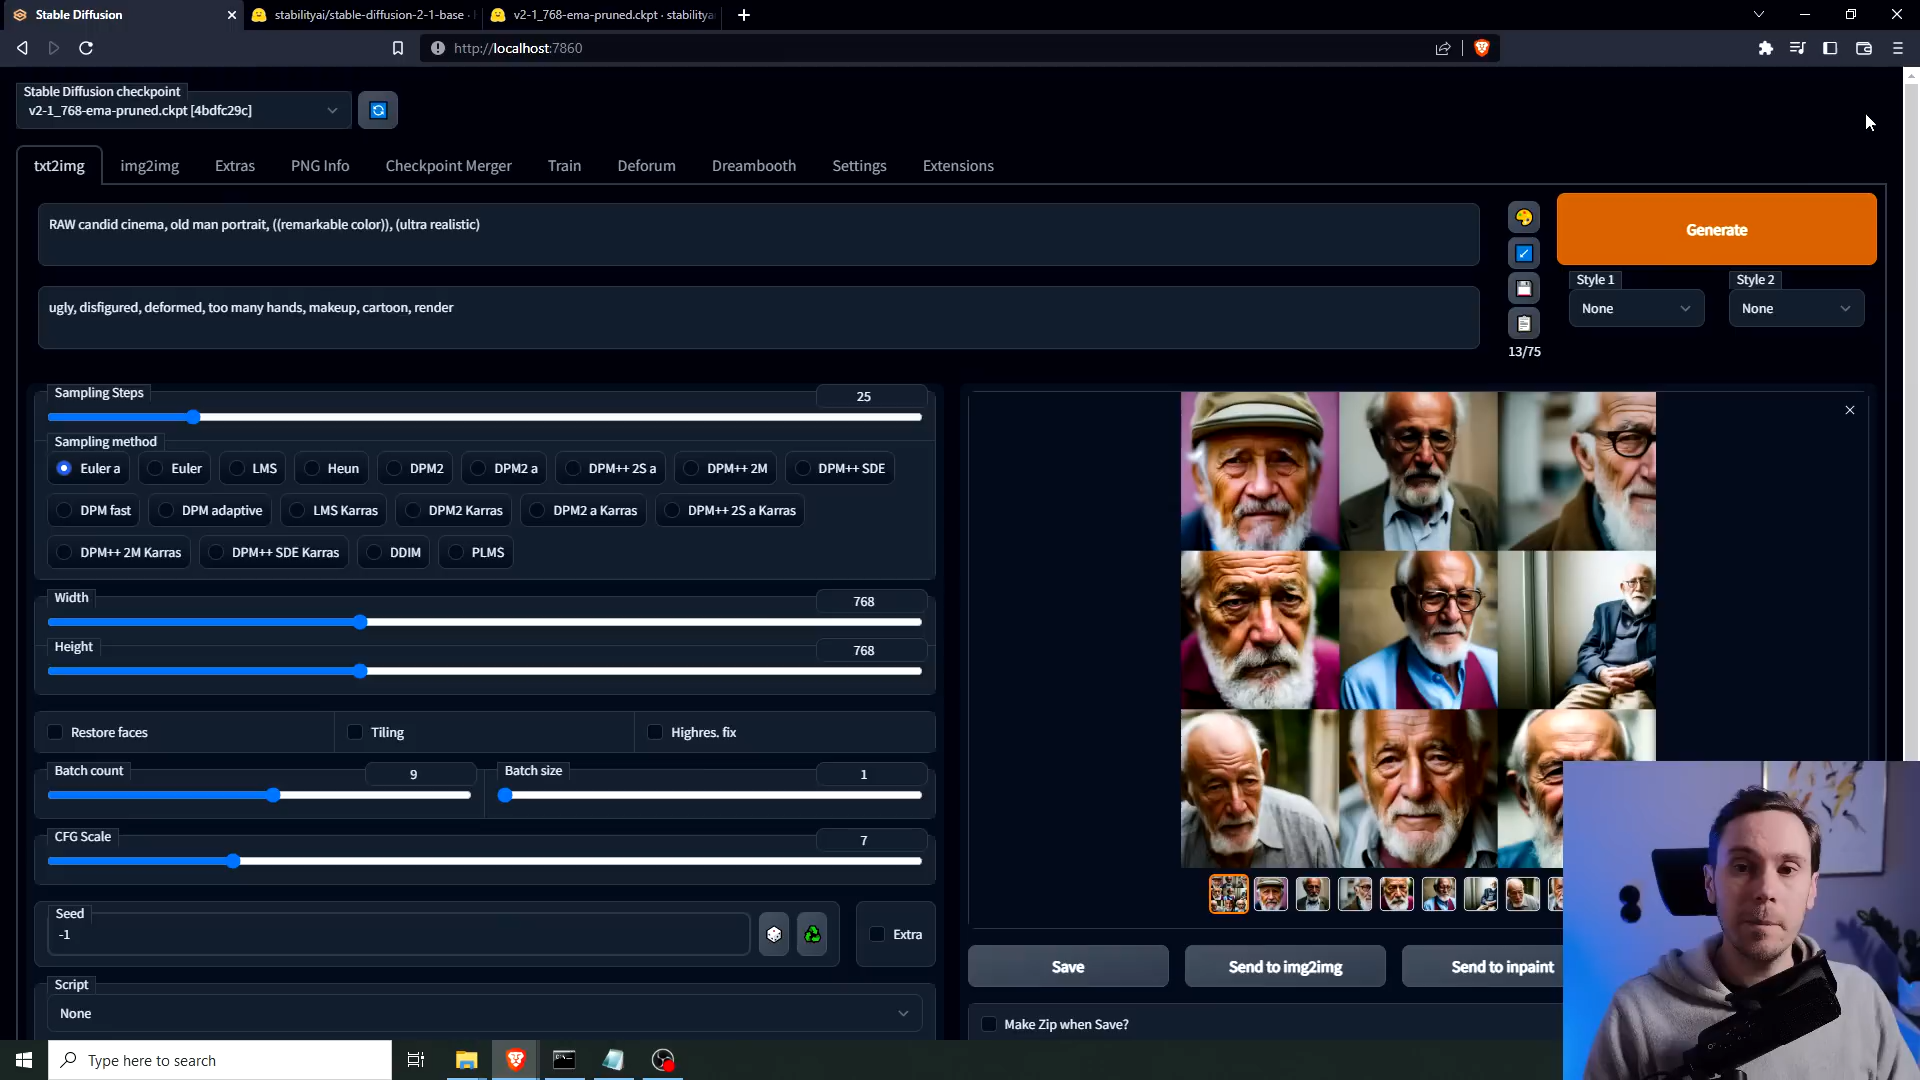 Stable Diffusion
stabilityai/stable-diffusion-2-1-base ·
v2-1_768-ema-pruned.ckpt · stabilitya
http://localhost:7860
Stable Diffusion checkpoint
v2-1_768-ema-pruned.ckpt [4bdfc29c]
txt2img
img2img
Extras
PNG Info
Checkpoint Merger
Train
Deforum
Dreambooth
Settings
Extensions
RAW candid cinema, old man portrait, ((remarkable color)), (ultra realistic)
ugly, disfigured, deformed, too many hands, makeup, cartoon, render
13/75
Generate
Style 1
None
Style 2
None
Sampling Steps
25
Sampling method
Euler a
Euler
LMS
Heun
DPM2
DPM2 a
DPM++ 2S a
DPM++ 2M
DPM++ SDE
DPM fast
DPM adaptive
LMS Karras
DPM2 Karras
DPM2 a Karras
DPM++ 2S a Karras
DPM++ 2M Karras
DPM++ SDE Karras
DDIM
PLMS
Width
768
Height
768
Restore faces
Tiling
Highres. fix
Batch count
9
Batch size
1
CFG Scale
7
Seed
-1
Extra
Script
None
Save
Send to img2img
Send to inpaint
Make Zip when Save?
Type here to search